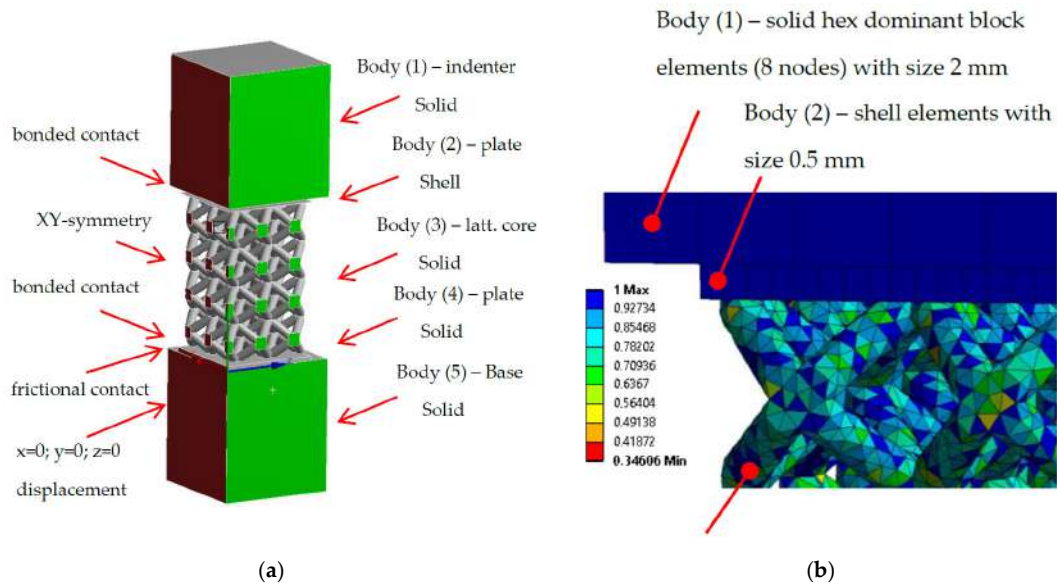 Body (1) – indenter
Solid
bonded contact
Body (2) – plate
Shell
XY-symmetry
Body (3) – latt. core
Solid
bonded contact
Body (4) – plate
Solid
frictional contact
Body (5) – Base
Solid
x=0; y=0; z=0
displacement
(a)
Body (1) – solid hex dominant block
elements (8 nodes) with size 2 mm
Body (2) – shell elements with
size 0.5 mm
1 Max
0.92734
0.85468
0.78202
0.70936
0.6367
0.56404
0.49138
0.41872
0.34606 Min
(b)